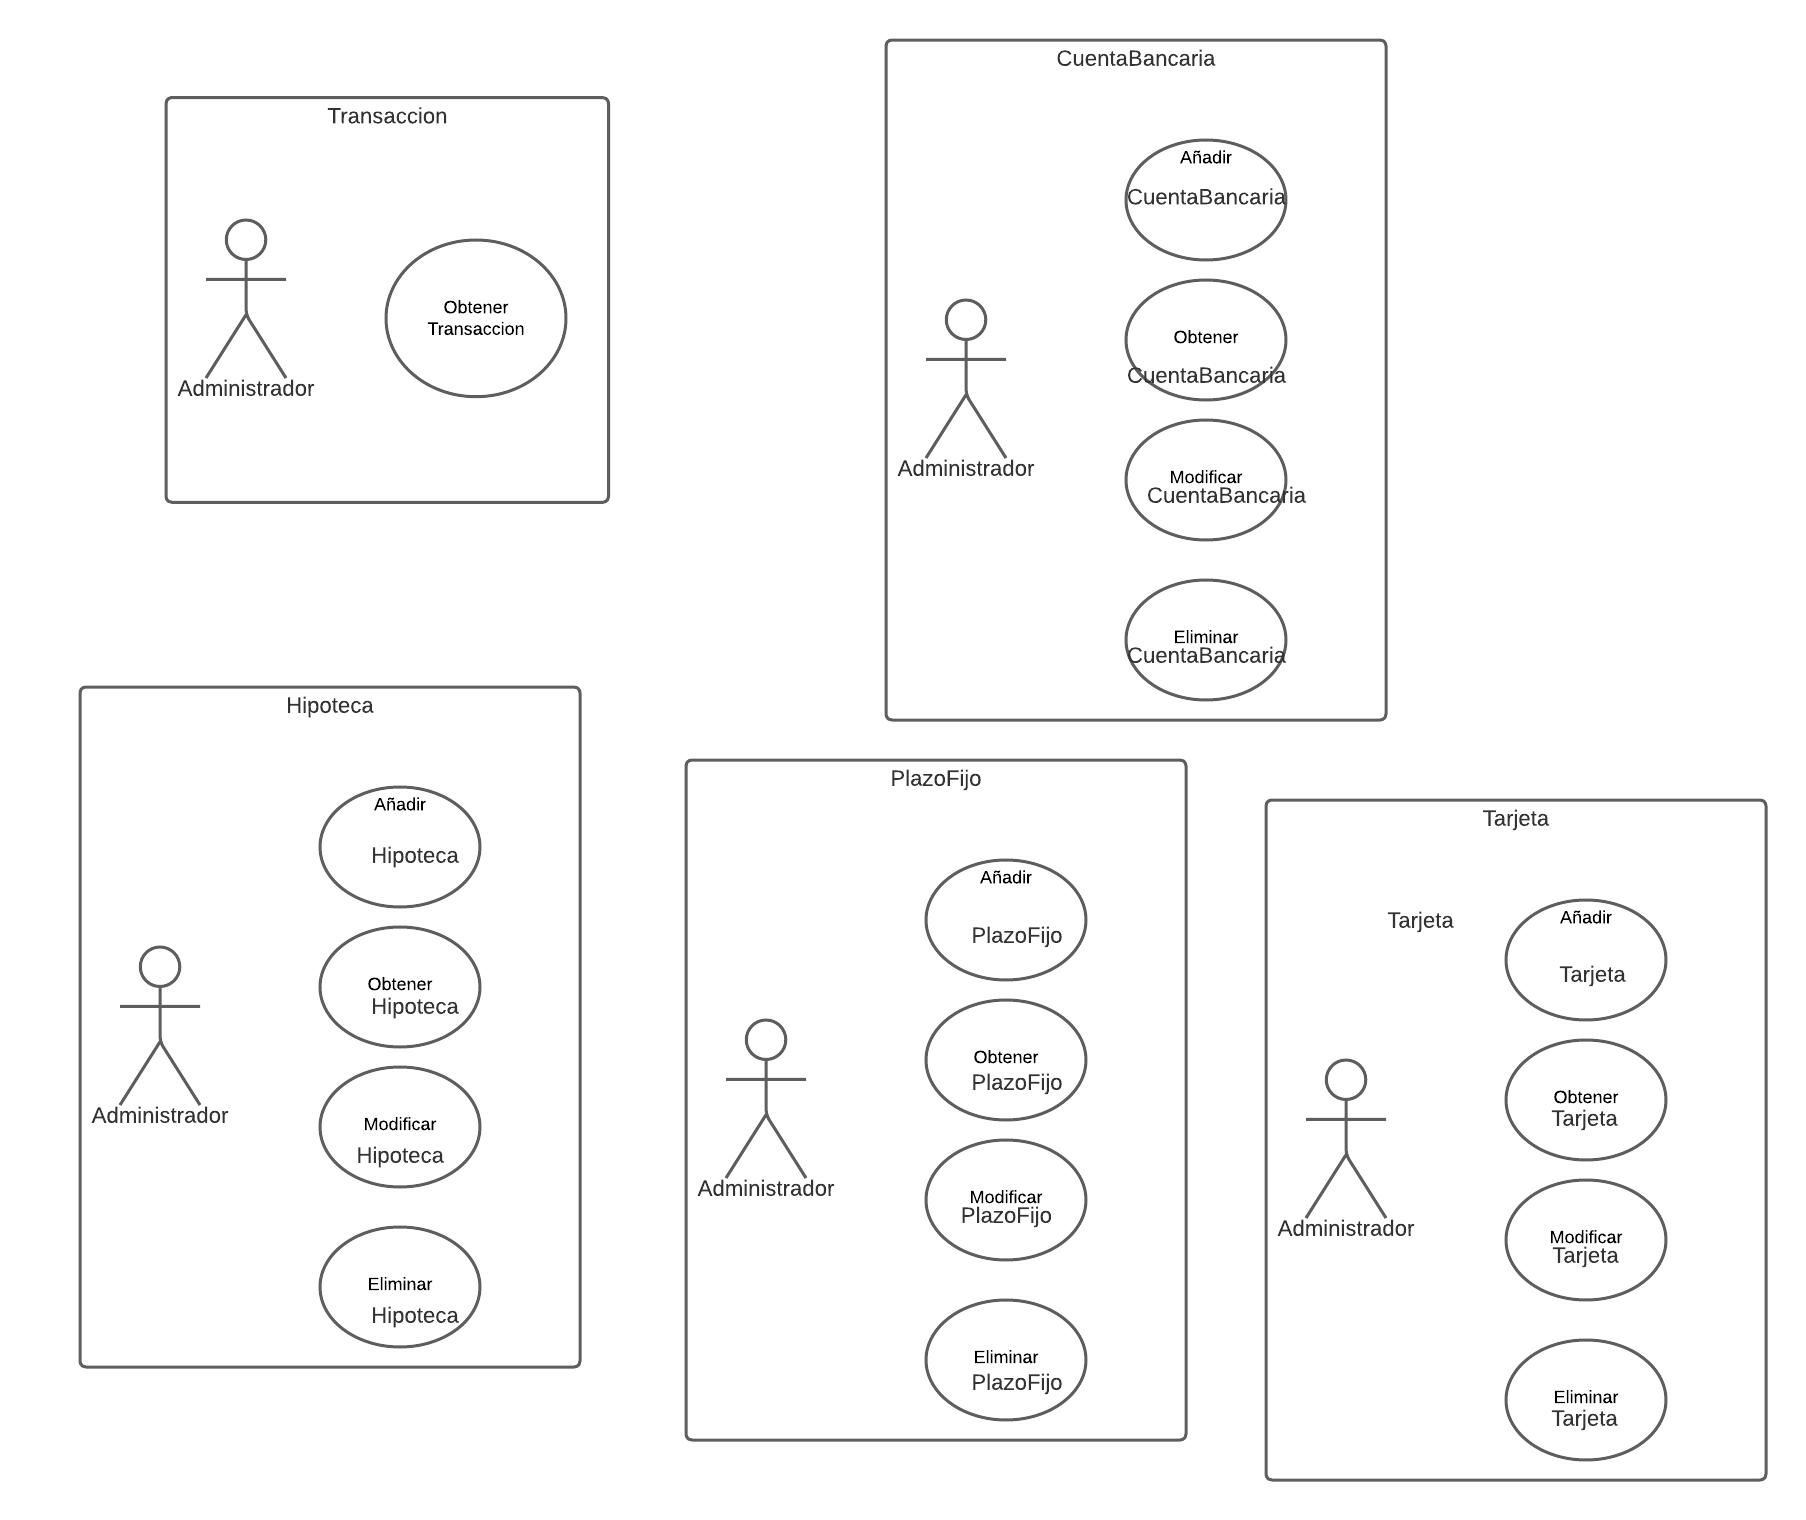 Transaccion
Administrador
Obtener
Transaccion
CuentaBancaria
Añadir
CuentaBancaria
Obtener
CuentaBancaria
Administrador
Modificar
CuentaBancaria
Eliminar
CuentaBancaria
Hipoteca
Añadir
Hipoteca
Obtener
Hipoteca
Administrador
Modificar
Hipoteca
Eliminar
Hipoteca
PlazoFijo
Añadir
PlazoFijo
Obtener
PlazoFijo
Administrador
Modificar
PlazoFijo
Eliminar
PlazoFijo
Tarjeta
Tarjeta
Añadir
Tarjeta
Obtener
Tarjeta
Administrador
Modificar
Tarjeta
Eliminar
Tarjeta